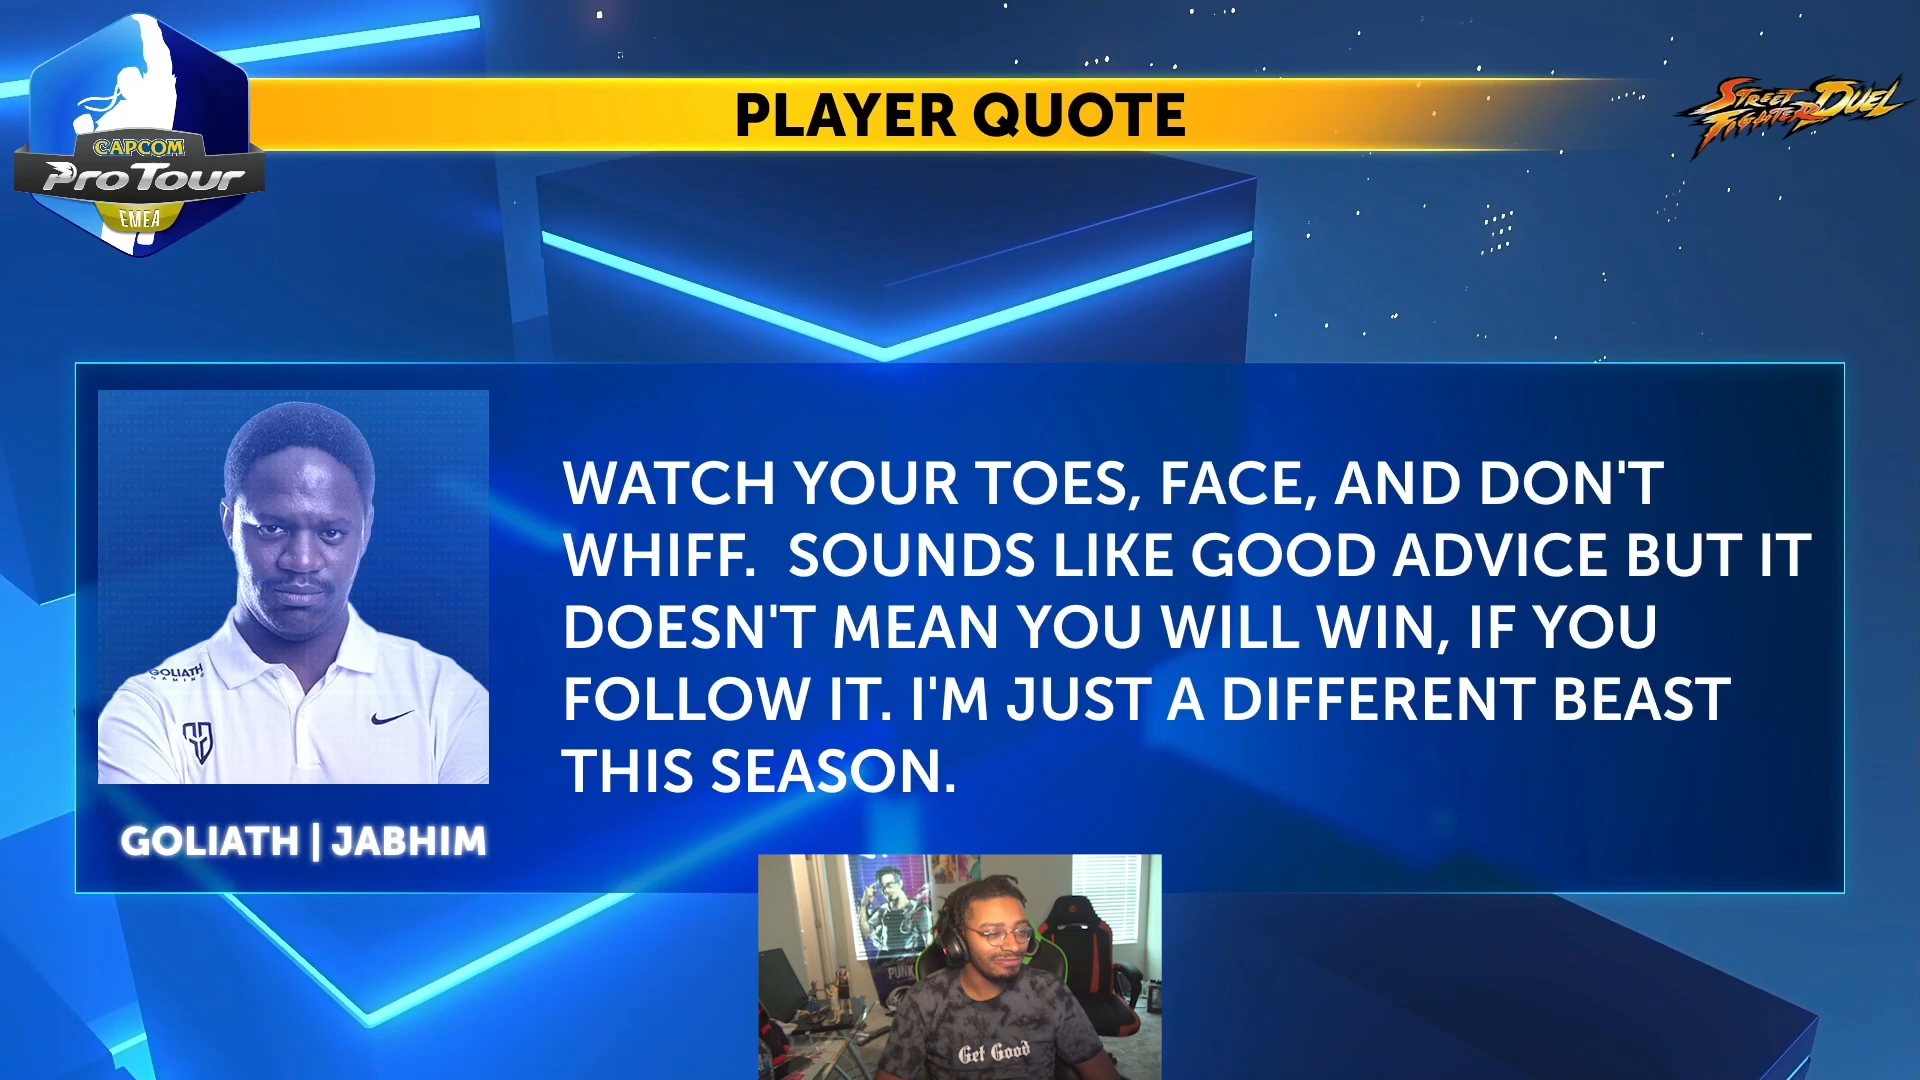 PLAYER QUOTE
CAPCOM
Pro Tour
EMEA
STREET FIGHTER DUEL
WATCH YOUR TOES, FACE, AND DON'T
WHIFF.  SOUNDS LIKE GOOD ADVICE BUT IT
DOESN'T MEAN YOU WILL WIN, IF YOU
FOLLOW IT. I'M JUST A DIFFERENT BEAST
THIS SEASON.
GOLIATH
GAMING
GOLIATH | JABHIM
PUNK
Get Good